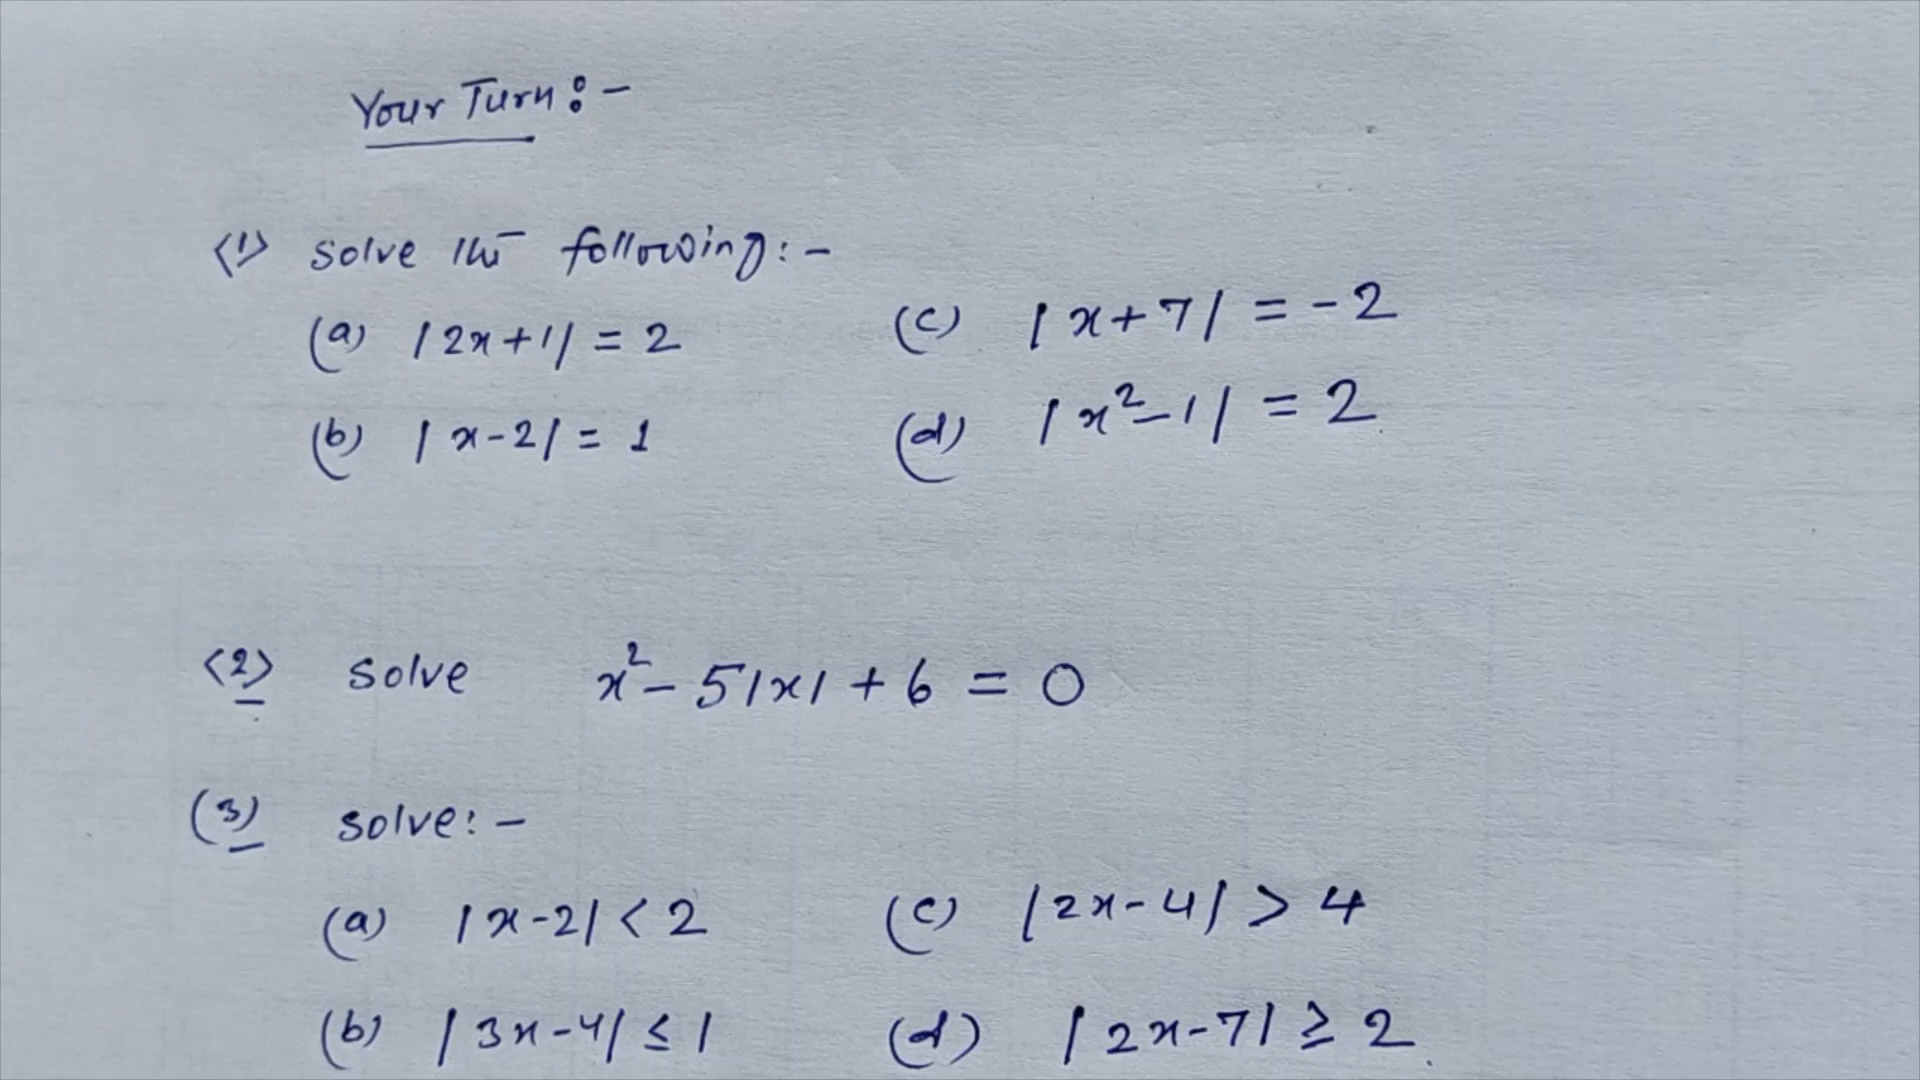 Your Turn :-
(1) Solve the following :-
(a) |2x+1| = 2
(c) |x+7| = -2
(b) |x-2| = 1
(d) |x²-1| = 2
(2) Solve x² - 5|x| + 6 = 0
(3) Solve :-
(a) |x-2| < 2
(c) |2x-4| > 4
(b) |3x-4| ≤ 1
(d) |2x-7| ≥ 2